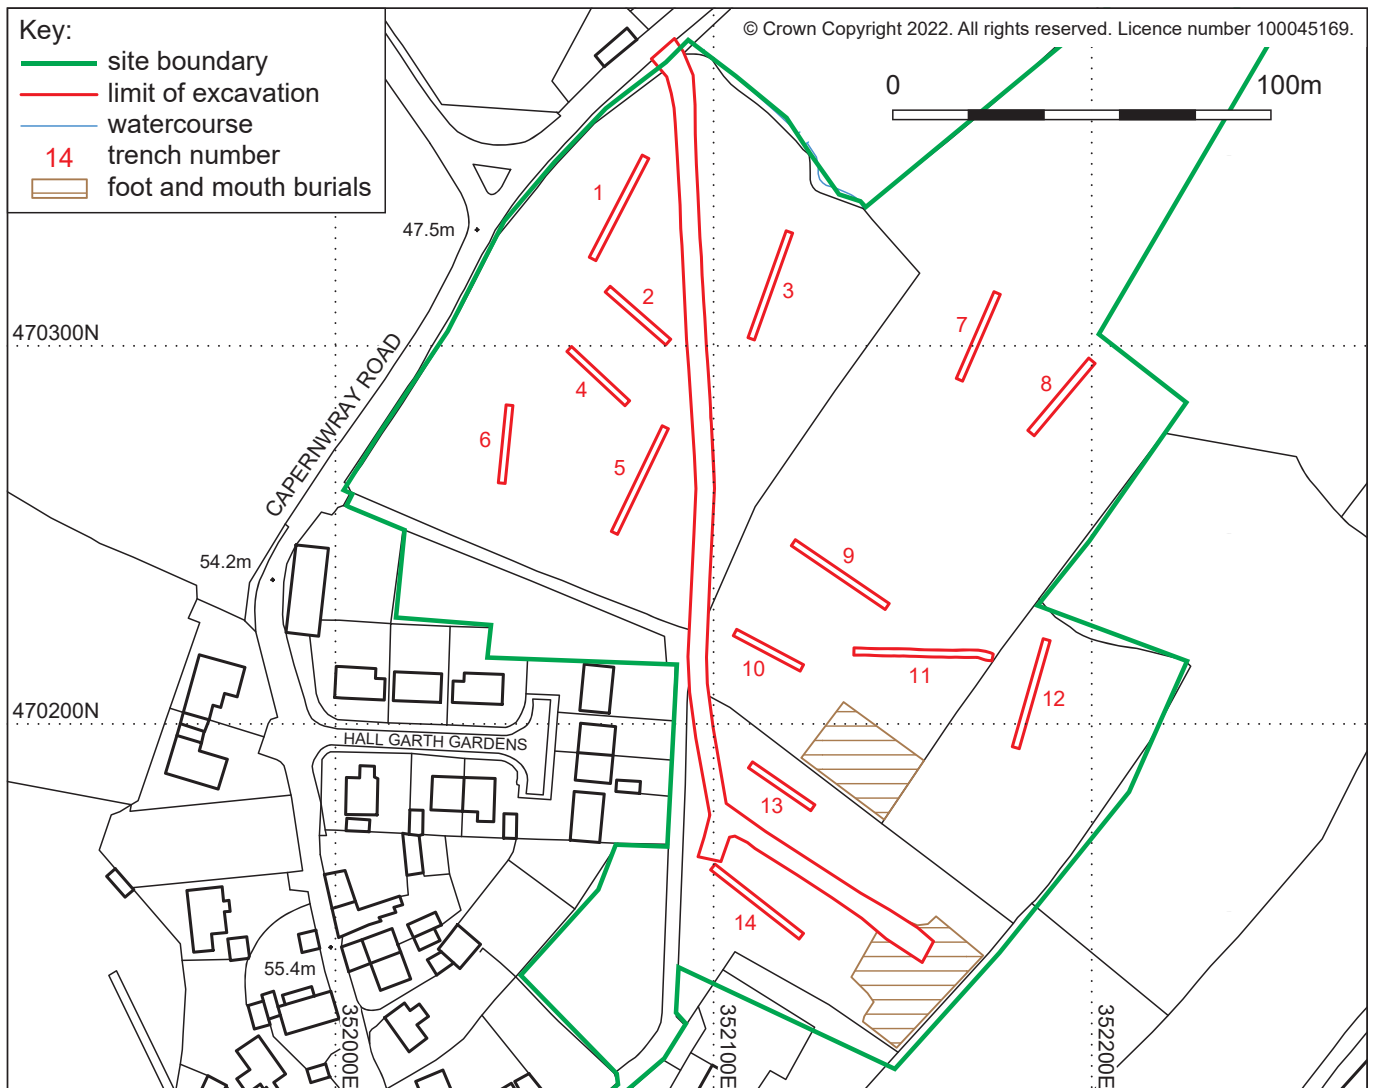 Key:
site boundary
limit of excavation
watercourse
14 trench number
foot and mouth burials
© Crown Copyright 2022. All rights reserved. Licence number 100045169.
0 100m
1
47.5m
2
3
470300N
7
8
4
CAPERNWRAY ROAD
6
5
54.2m
9
10
11
12
470200N
HALL GARTH GARDENS
13
14
55.4m
352000E
352100E
352200E